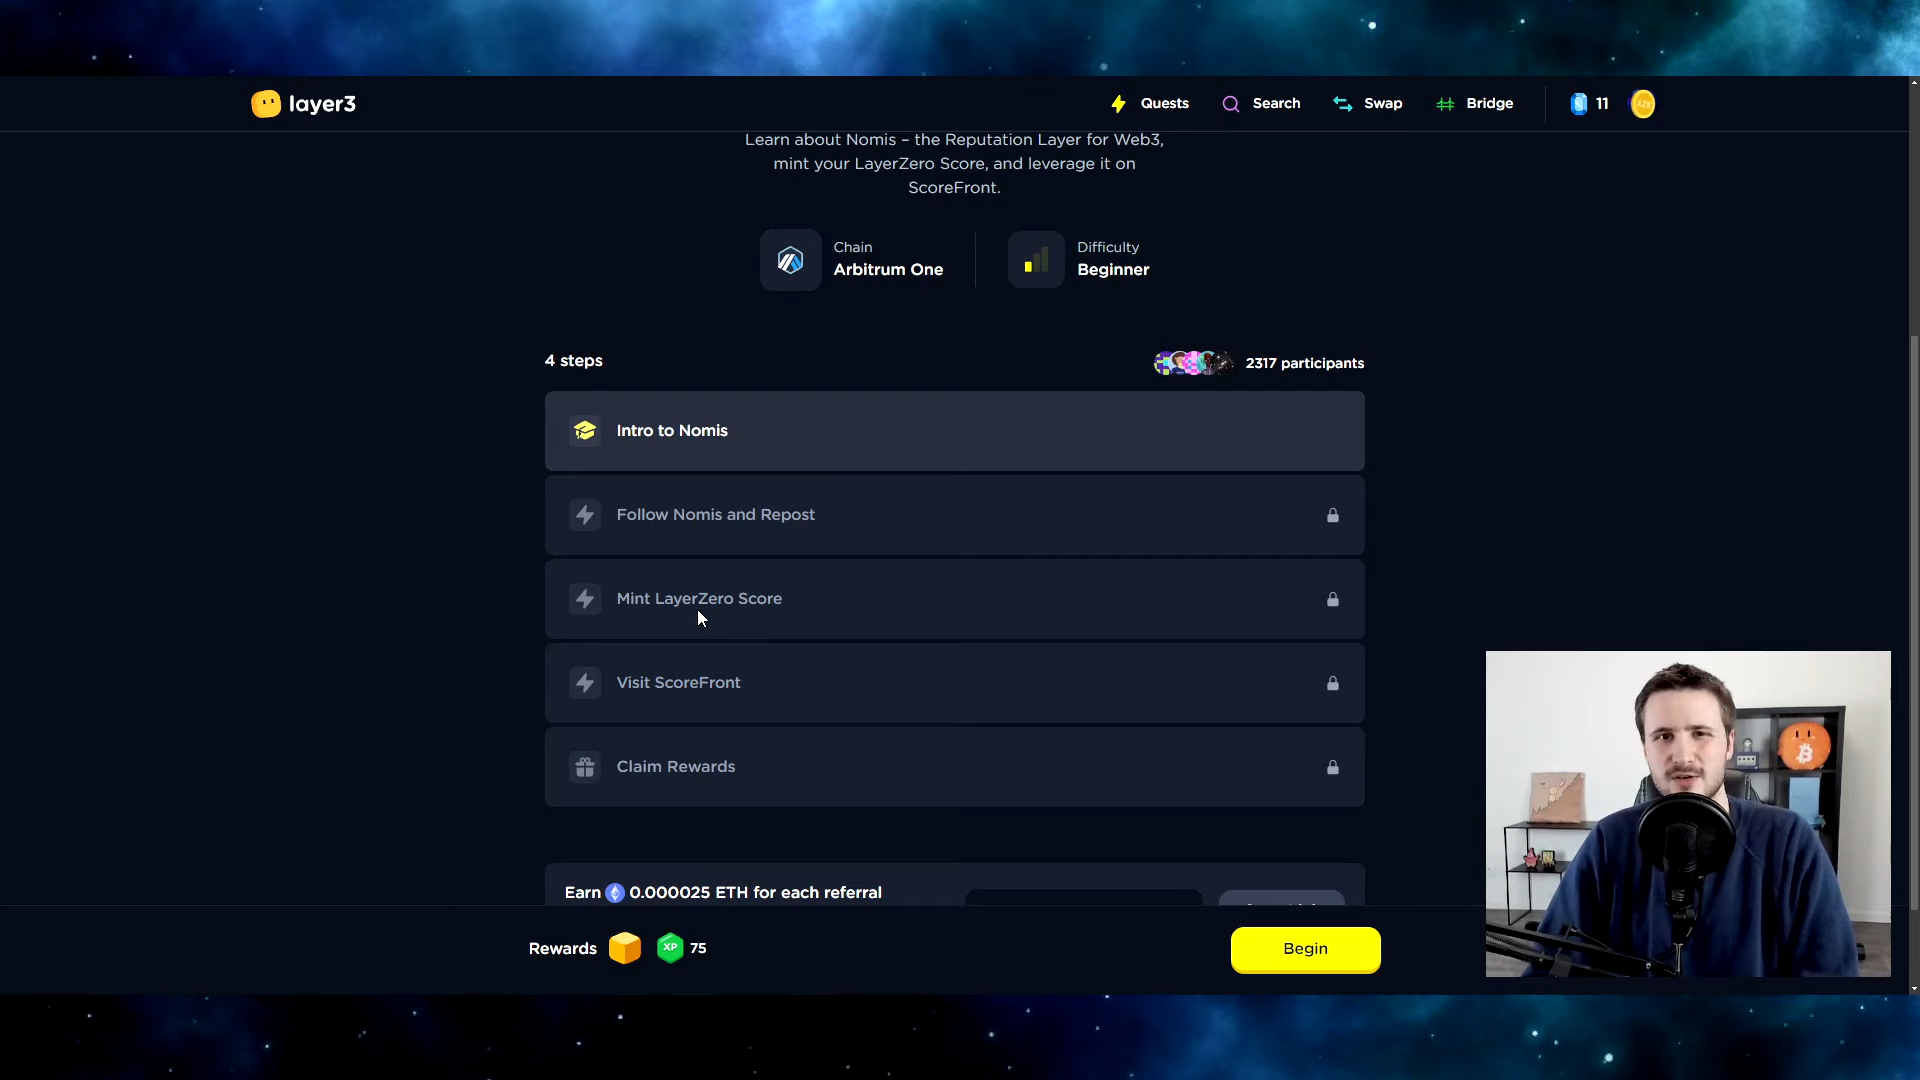 layer3
Quests
Search
Swap
Bridge
11
Learn about Nomis – the Reputation Layer for Web3,
mint your LayerZero Score, and leverage it on
ScoreFront.
Chain
Arbitrum One
Difficulty
Beginner
4 steps
2317 participants
Intro to Nomis
Follow Nomis and Repost
Mint LayerZero Score
Visit ScoreFront
Claim Rewards
Earn 0.000025 ETH for each referral
Rewards
XP
75
Begin